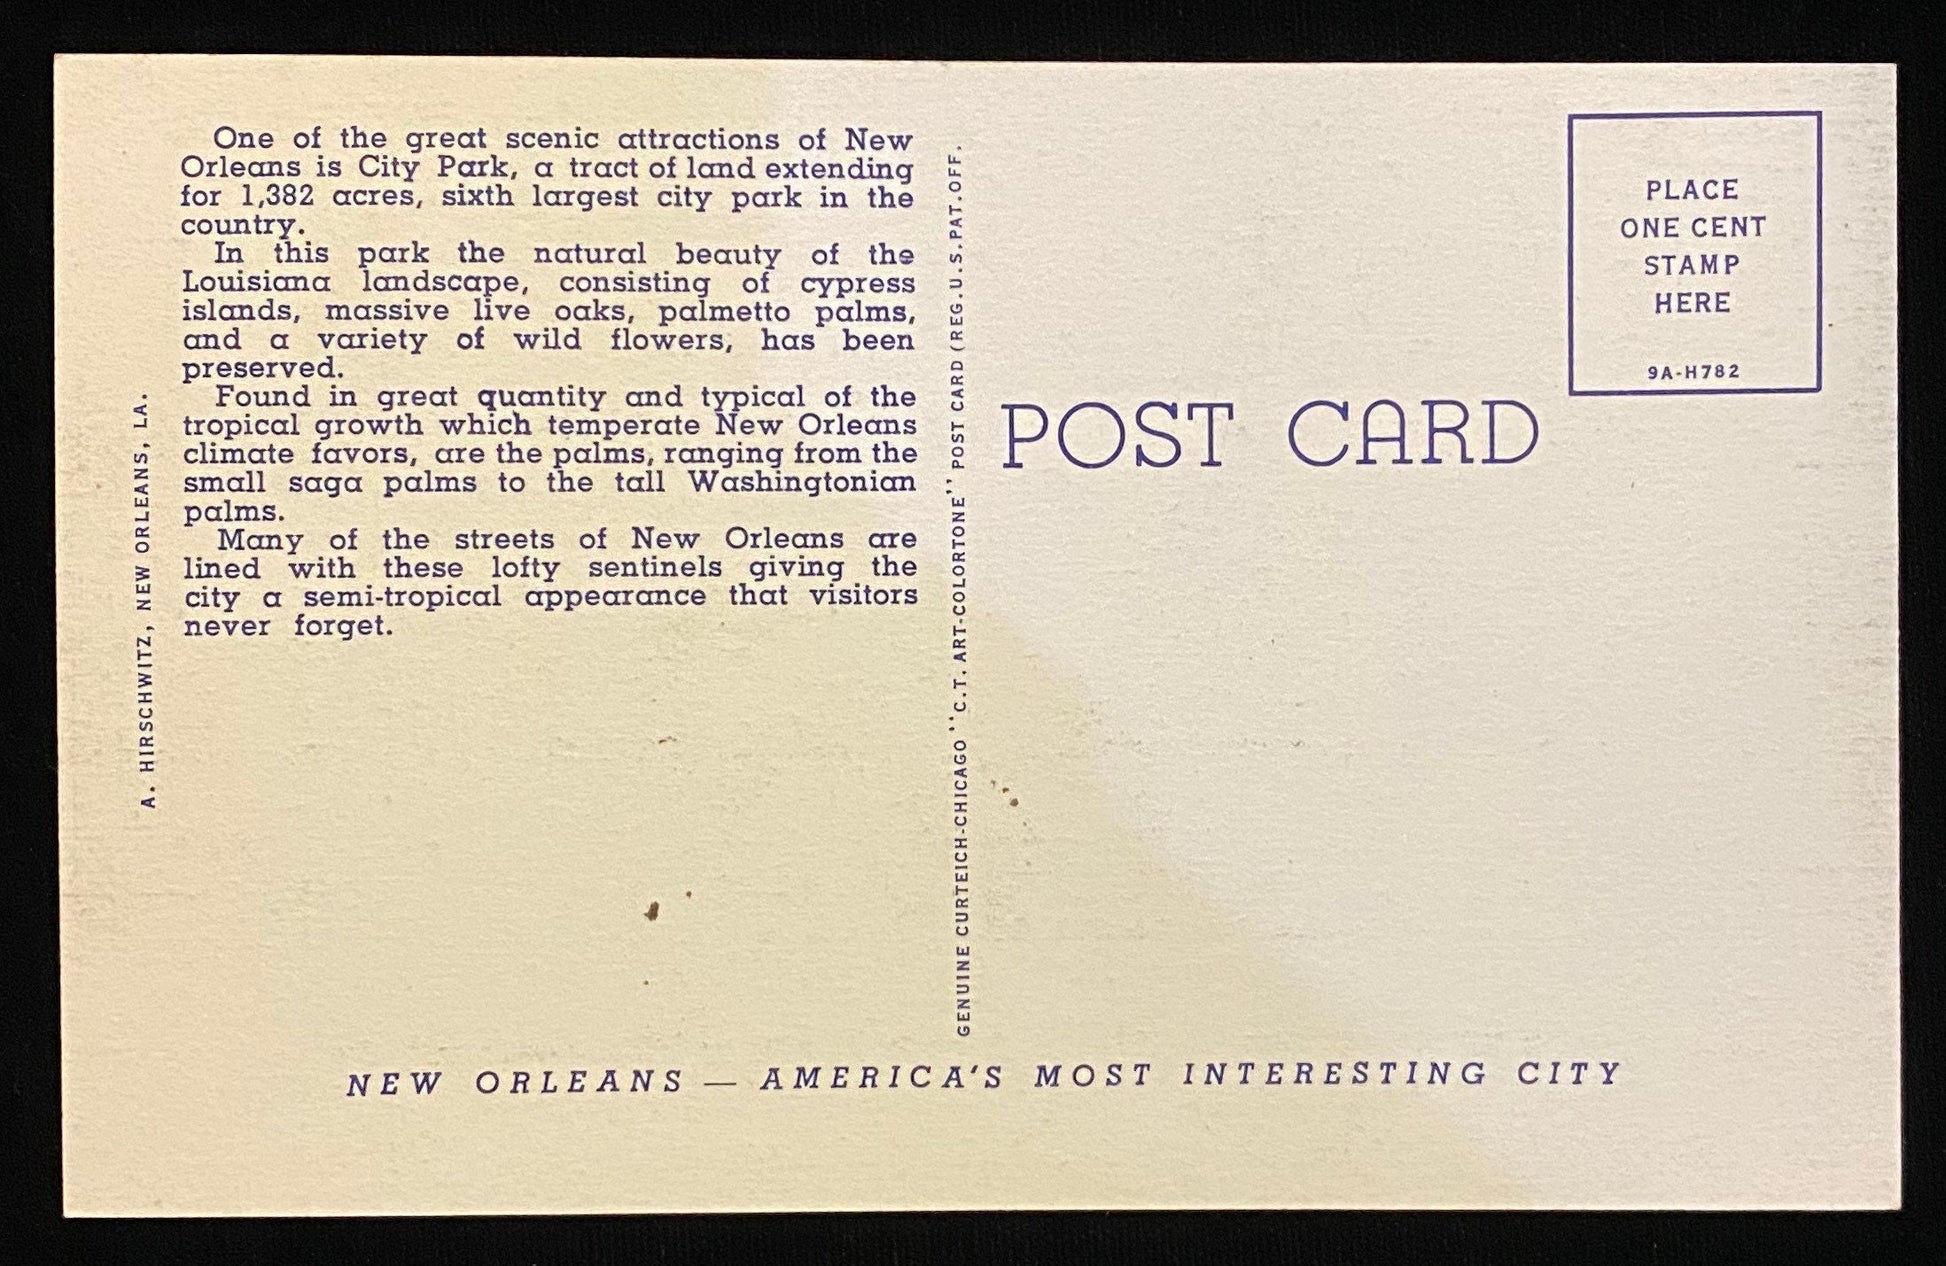 One of the great scenic attractions of New
Orleans is City Park, a tract of land extending
for 1,382 acres, sixth largest city park in the
country.
In this park the natural beauty of the
Louisiana landscape, consisting of cypress
islands, massive live oaks, palmetto palms,
and a variety of wild flowers, has been
preserved.
Found in great quantity and typical of the
tropical growth which temperate New Orleans
climate favors, are the palms, ranging from the
small saga palms to the tall Washingtonian
palms.
Many of the streets of New Orleans are
lined with these lofty sentinels giving the
city a semi-tropical appearance that visitors
never forget.
A. HIRSCHWITZ, NEW ORLEANS, LA.
GENUINE CURTEICH-CHICAGO "C.T. ART-COLORTONE" POST CARD (REG. U.S. PAT. OFF.
POST CARD
PLACE
ONE CENT
STAMP
HERE
9A-H782
NEW ORLEANS — AMERICA'S MOST INTERESTING CITY